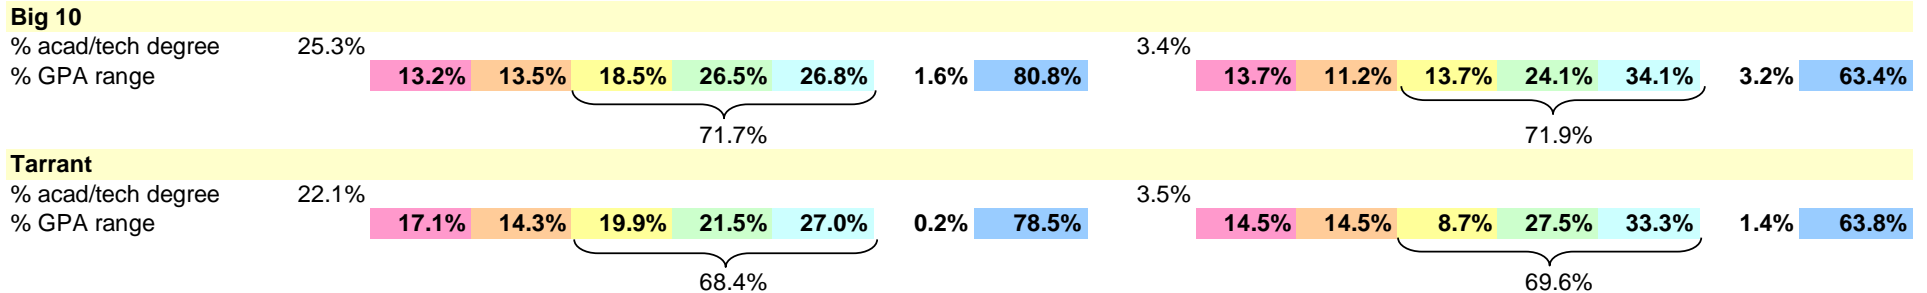 Big 10
% acad/tech degree 25.3% 3.4%
% GPA range 13.2% 13.5% 18.5% 26.5% 26.8% 1.6% 80.8% 13.7% 11.2% 13.7% 24.1% 34.1% 3.2% 63.4%
71.7% 71.9%
Tarrant
% acad/tech degree 22.1% 3.5%
% GPA range 17.1% 14.3% 19.9% 21.5% 27.0% 0.2% 78.5% 14.5% 14.5% 8.7% 27.5% 33.3% 1.4% 63.8%
68.4% 69.6%